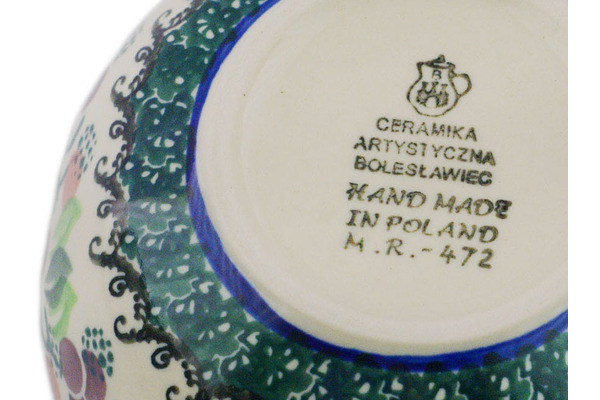 B
CERAMIKA
ARTYSTYCZNA
BOLESŁAWIEC
HAND MADE
IN POLAND
M.R.-472